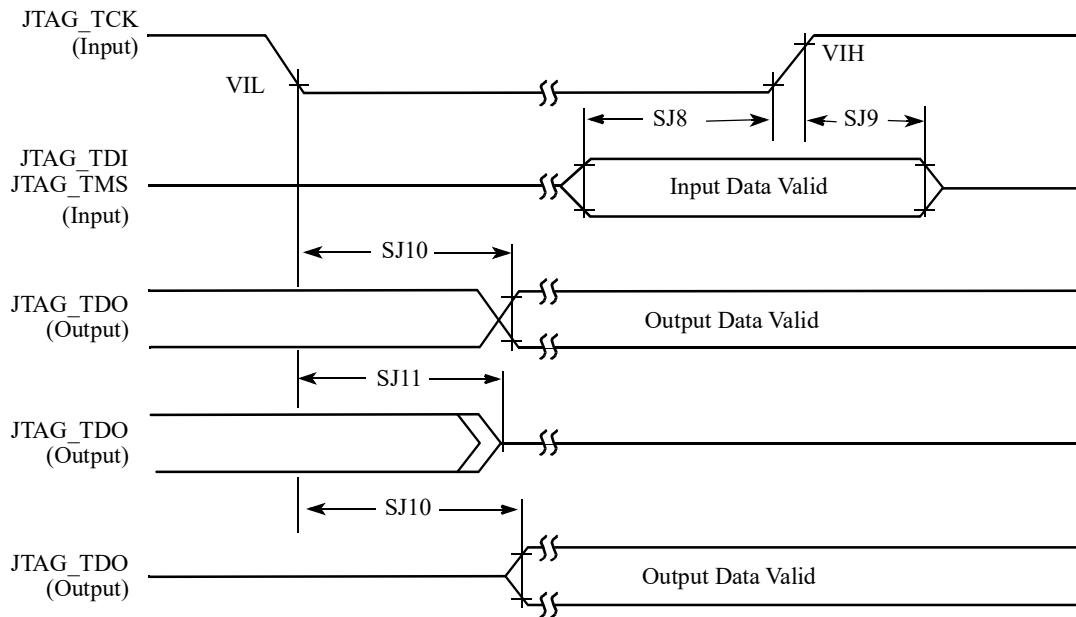 JTAG_TCK
(Input)
VIL
VIH
SJ8
SJ9
JTAG_TDI
JTAG_TMS
(Input)
Input Data Valid
SJ10
JTAG_TDO
(Output)
Output Data Valid
SJ11
JTAG_TDO
(Output)
SJ10
JTAG_TDO
(Output)
Output Data Valid